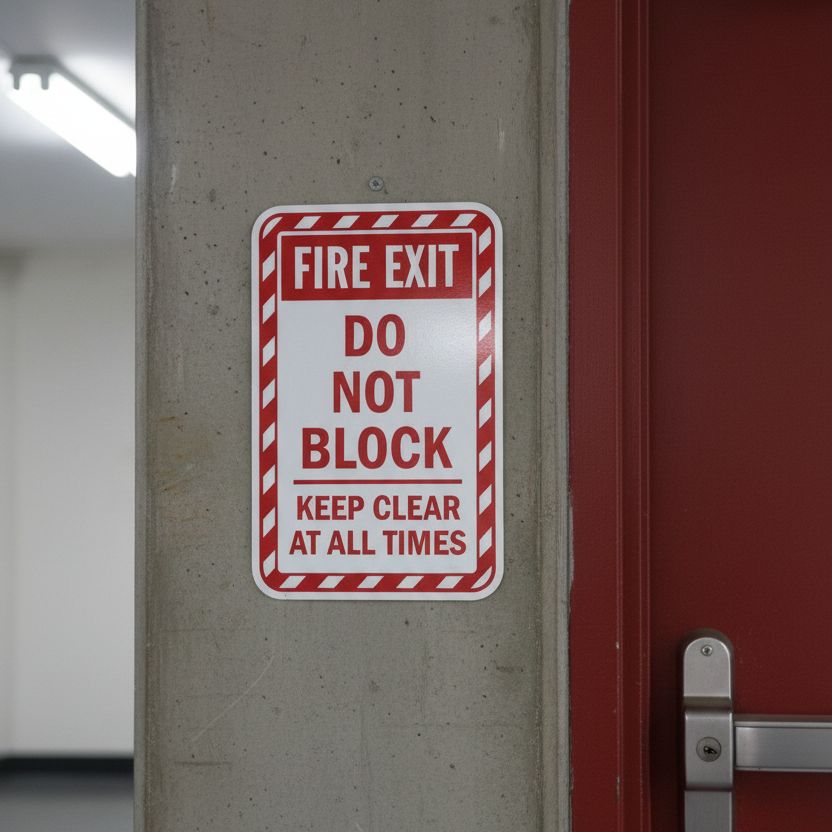 FIRE EXIT
DO
NOT
BLOCK
KEEP CLEAR
AT ALL TIMES